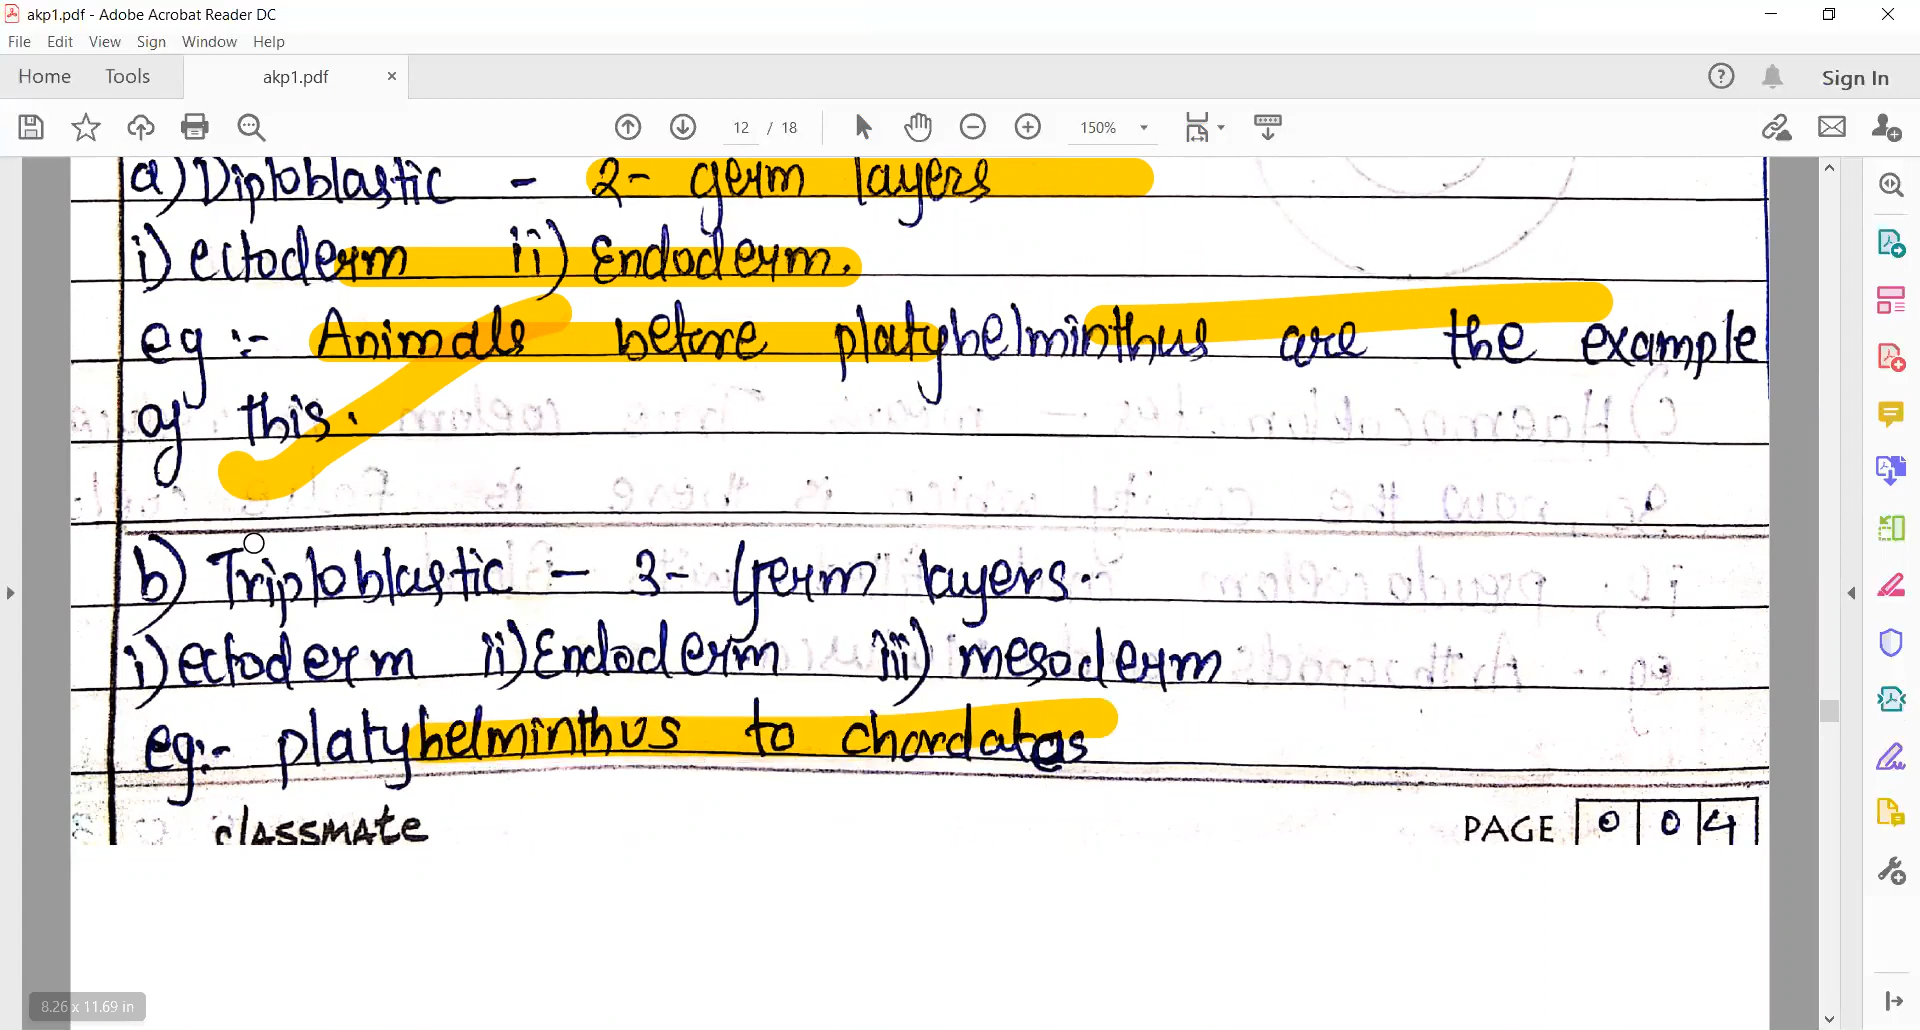 akp1.pdf - Adobe Acrobat Reader DC
File Edit View Sign Window Help
Home Tools akp1.pdf Sign In
12 / 18 150%
a) Diploblastic - 2- germ layers
i) ectoderm ii) Endoderm.
eg :- Animals before platyhelminthus are the example
of this.
b) Triploblastic - 3- Germ layers.
i) ectoderm ii) Endoderm iii) mesoderm
eg:- platyhelminthus to chordates
classmate
PAGE 0 0 4
8.26 x 11.69 in